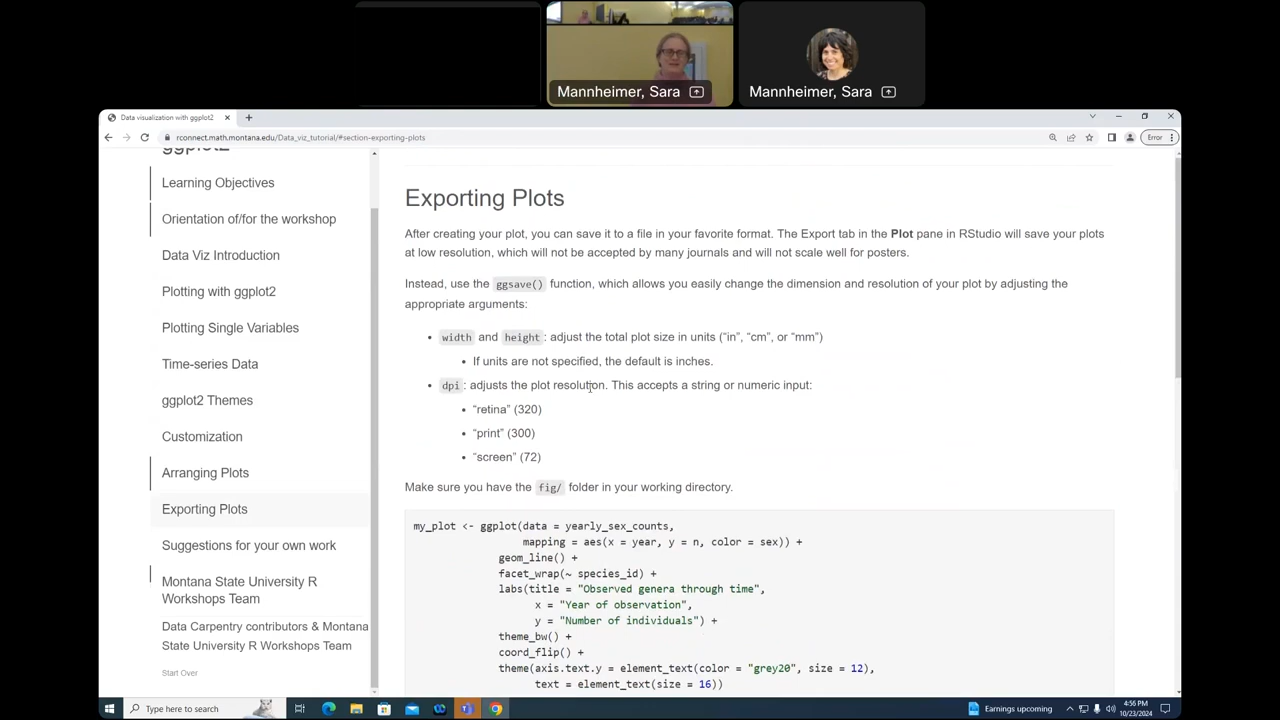 Mannheimer, Sara
Mannheimer, Sara
Data visualization with ggplot2
rconnect.math.montana.edu/Data_viz_tutorial/#section-exporting-plots
Error
ggplot2
Learning Objectives
Orientation of/for the workshop
Data Viz Introduction
Plotting with ggplot2
Plotting Single Variables
Time-series Data
ggplot2 Themes
Customization
Arranging Plots
Exporting Plots
Suggestions for your own work
Montana State University R
Workshops Team
Data Carpentry contributors & Montana
State University R Workshops Team
Start Over
Exporting Plots
After creating your plot, you can save it to a file in your favorite format. The Export tab in the Plot pane in RStudio will save your plots
at low resolution, which will not be accepted by many journals and will not scale well for posters.
Instead, use the ggsave() function, which allows you easily change the dimension and resolution of your plot by adjusting the
appropriate arguments:
• width and height: adjust the total plot size in units (“in”, “cm”, or “mm”)
• If units are not specified, the default is inches.
• dpi: adjusts the plot resolution. This accepts a string or numeric input:
• “retina” (320)
• “print” (300)
• “screen” (72)
Make sure you have the fig/ folder in your working directory.
my_plot <- ggplot(data = yearly_sex_counts,
mapping = aes(x = year, y = n, color = sex)) +
geom_line() +
facet_wrap(~ species_id) +
labs(title = "Observed genera through time",
x = "Year of observation",
y = "Number of individuals") +
theme_bw() +
coord_flip() +
theme(axis.text.y = element_text(color = "grey20", size = 12),
text = element_text(size = 16))
Type here to search
Earnings upcoming
4:56 PM
10/23/2024